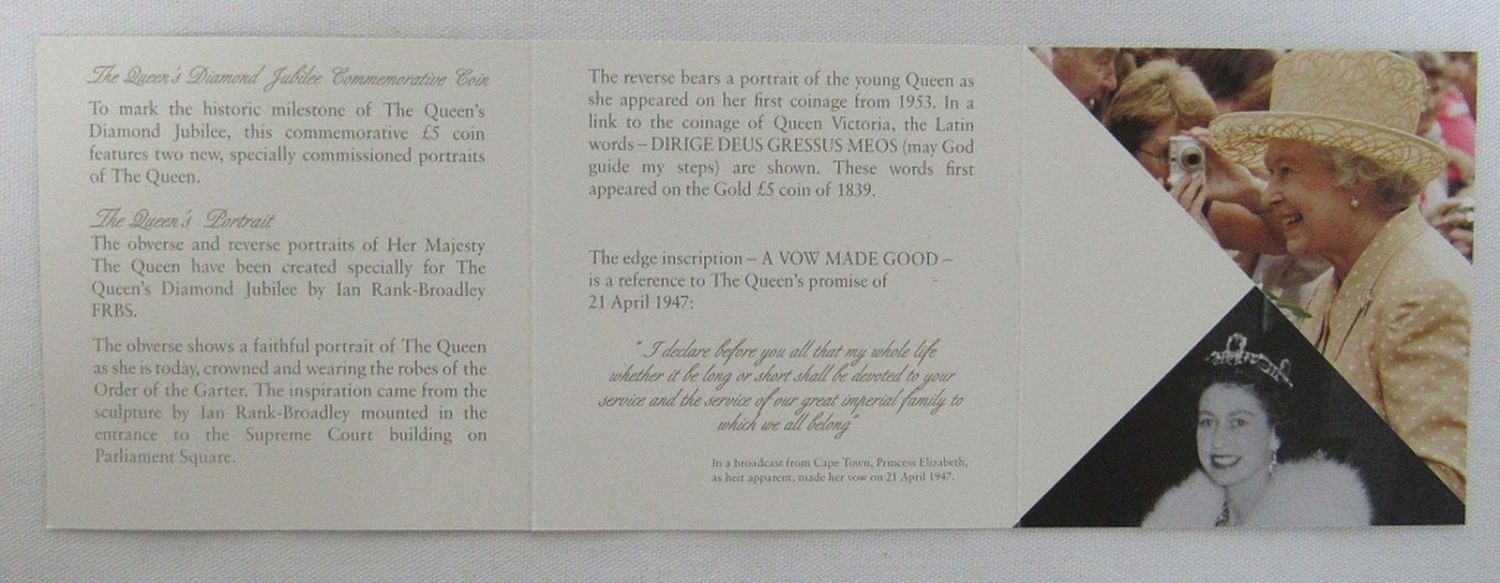 The Queen's Diamond Jubilee Commemorative Coin
To mark the historic milestone of The Queen's
Diamond Jubilee, this commemorative £5 coin
features two new, specially commissioned portraits
of The Queen.
The Queen's Portrait
The obverse and reverse portraits of Her Majesty
The Queen have been created specially for The
Queen's Diamond Jubilee by Ian Rank-Broadley
FRBS.
The obverse shows a faithful portrait of The Queen
as she is today, crowned and wearing the robes of the
Order of the Garter. The inspiration came from the
sculpture by Ian Rank-Broadley mounted in the
entrance to the Supreme Court building on
Parliament Square.
The reverse bears a portrait of the young Queen as
she appeared on her first coinage from 1953. In a
link to the coinage of Queen Victoria, the Latin
words – DIRIGE DEUS GRESSUS MEOS (may God
guide my steps) are shown. These words first
appeared on the Gold £5 coin of 1839.
The edge inscription – A VOW MADE GOOD –
is a reference to The Queen's promise of
21 April 1947:
"I declare before you all that my whole life
whether it be long or short shall be devoted to your
service and the service of our great imperial family to
which we all belong"
In a broadcast from Cape Town, Princess Elizabeth,
as heir apparent, made her vow on 21 April 1947.